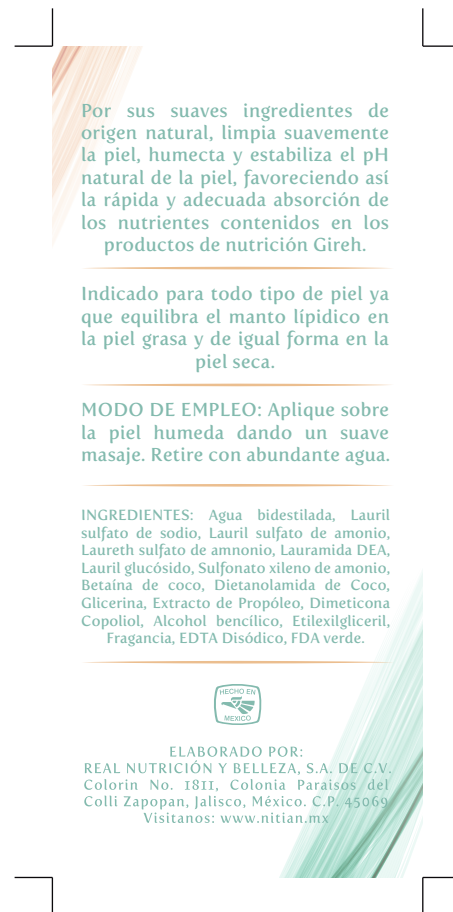 Por sus suaves ingredientes de
origen natural, limpia suavemente
la piel, humecta y estabiliza el pH
natural de la piel, favoreciendo así
la rápida y adecuada absorción de
los nutrientes contenidos en los
productos de nutrición Gireh.
Indicado para todo tipo de piel ya
que equilibra el manto lípidico en
la piel grasa y de igual forma en la
piel seca.
MODO DE EMPLEO: Aplique sobre
la piel humeda dando un suave
masaje. Retire con abundante agua.
INGREDIENTES: Agua bidestilada, Lauril
sulfato de sodio, Lauril sulfato de amonio,
Laureth sulfato de amnonio, Lauramida DEA,
Lauril glucósido, Sulfonato xileno de amonio,
Betaína de coco, Dietanolamida de Coco,
Glicerina, Extracto de Propóleo, Dimeticona
Copoliol, Alcohol bencílico, Etilexilgliceril,
Fragancia, EDTA Disódico, FDA verde.
HECHO EN
MEXICO
ELABORADO POR:
REAL NUTRICIÓN Y BELLEZA, S.A. DE C.V.
Colorin No. 1811, Colonia Paraisos del
Colli Zapopan, Jalisco, México. C.P. 45069
Visitanos: www.nitian.mx